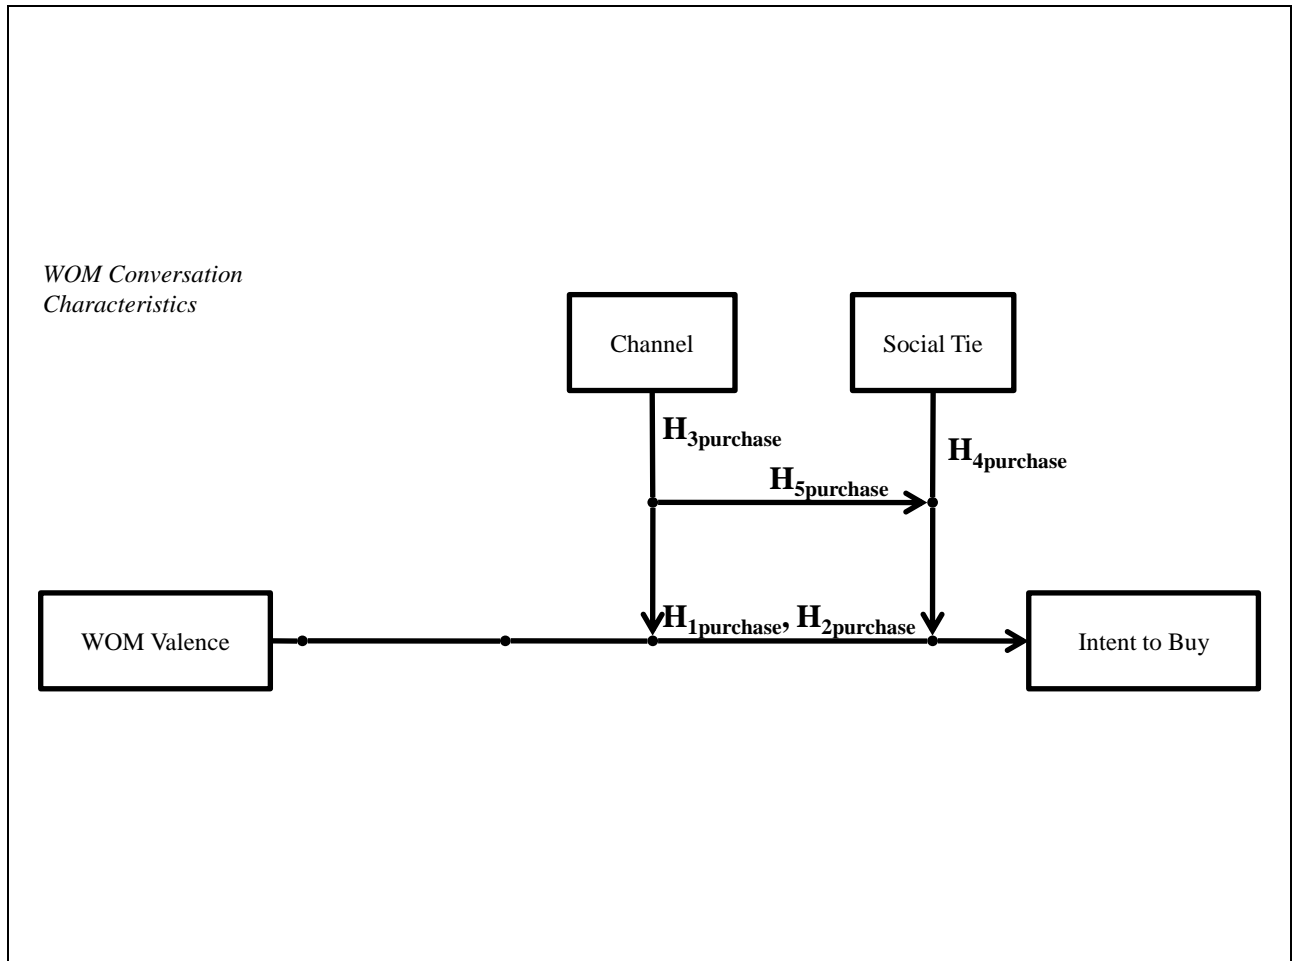 WOM Conversation
Characteristics
Channel
Social Tie
H3purchase
H4purchase
H5purchase
WOM Valence
H1purchase, H2purchase
Intent to Buy